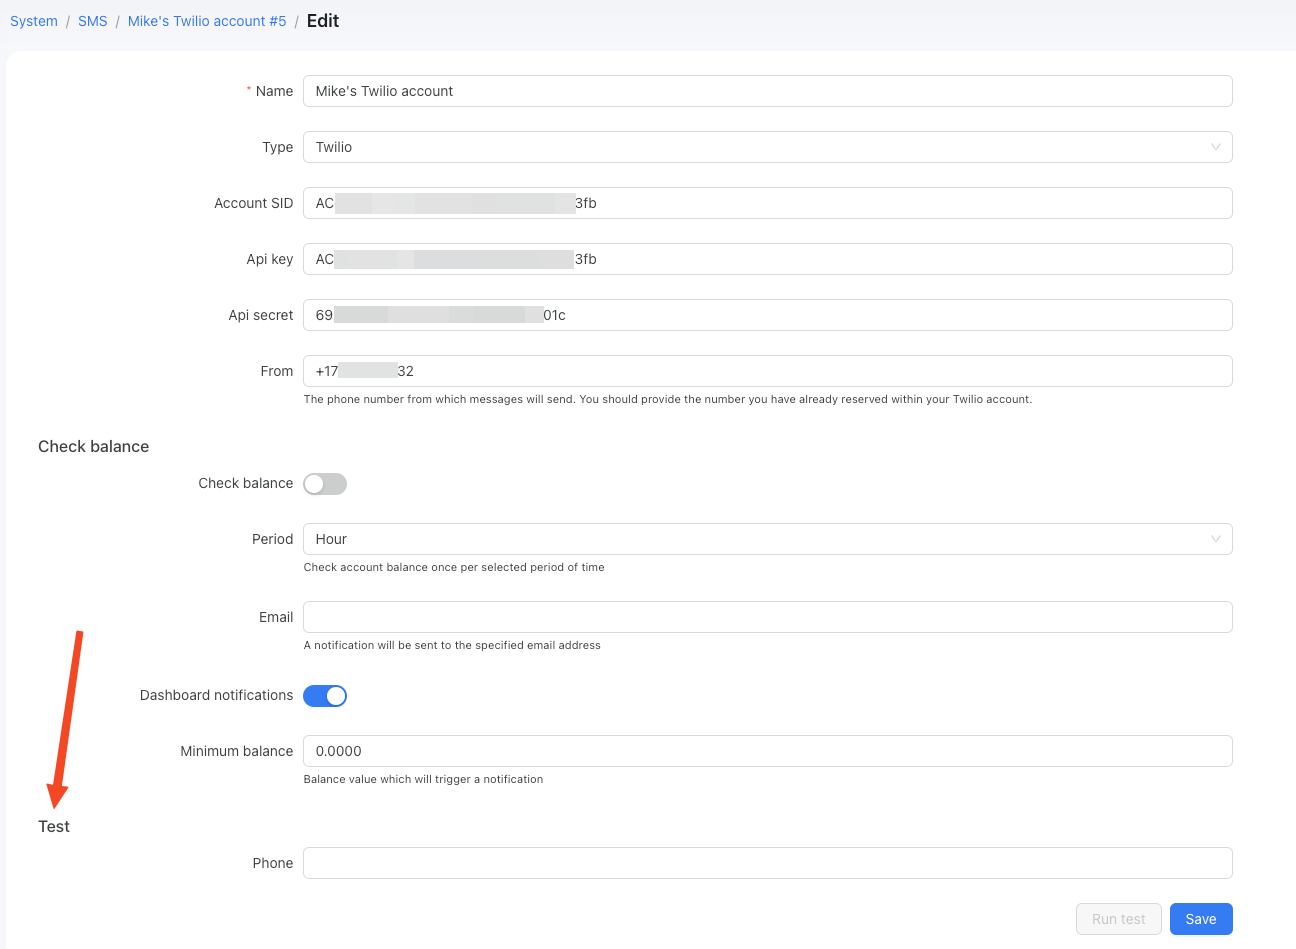 System / SMS / Mike's Twilio account #5 / Edit
* Name Mike's Twilio account
Type Twilio
Account SID AC 3fb
Api key AC 3fb
Api secret 69 01c
From +17 32
The phone number from which messages will send. You should provide the number you have already reserved within your Twilio account.
Check balance
Check balance
Period Hour
Check account balance once per selected period of time
Email
A notification will be sent to the specified email address
Dashboard notifications
Minimum balance 0.0000
Balance value which will trigger a notification
Test
Phone
Run test Save